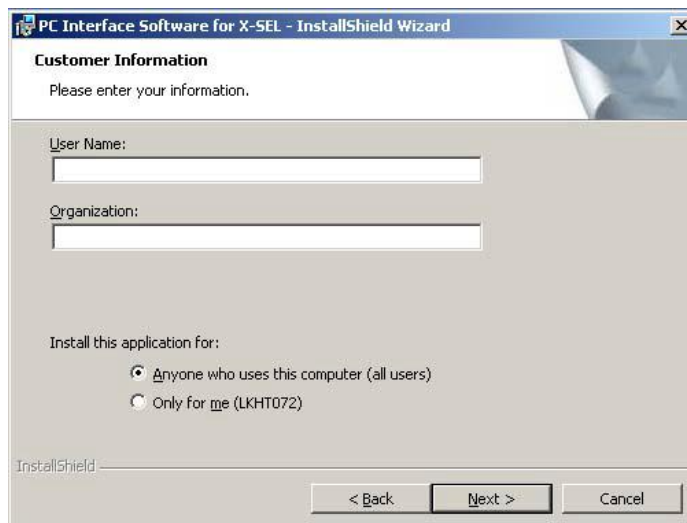 PC Interface Software for X-SEL - InstallShield Wizard
Customer Information
Please enter your information.
User Name:
Organization:
Install this application for:
Anyone who uses this computer (all users)
Only for me (LKHT072)
InstallShield
< Back Next > Cancel